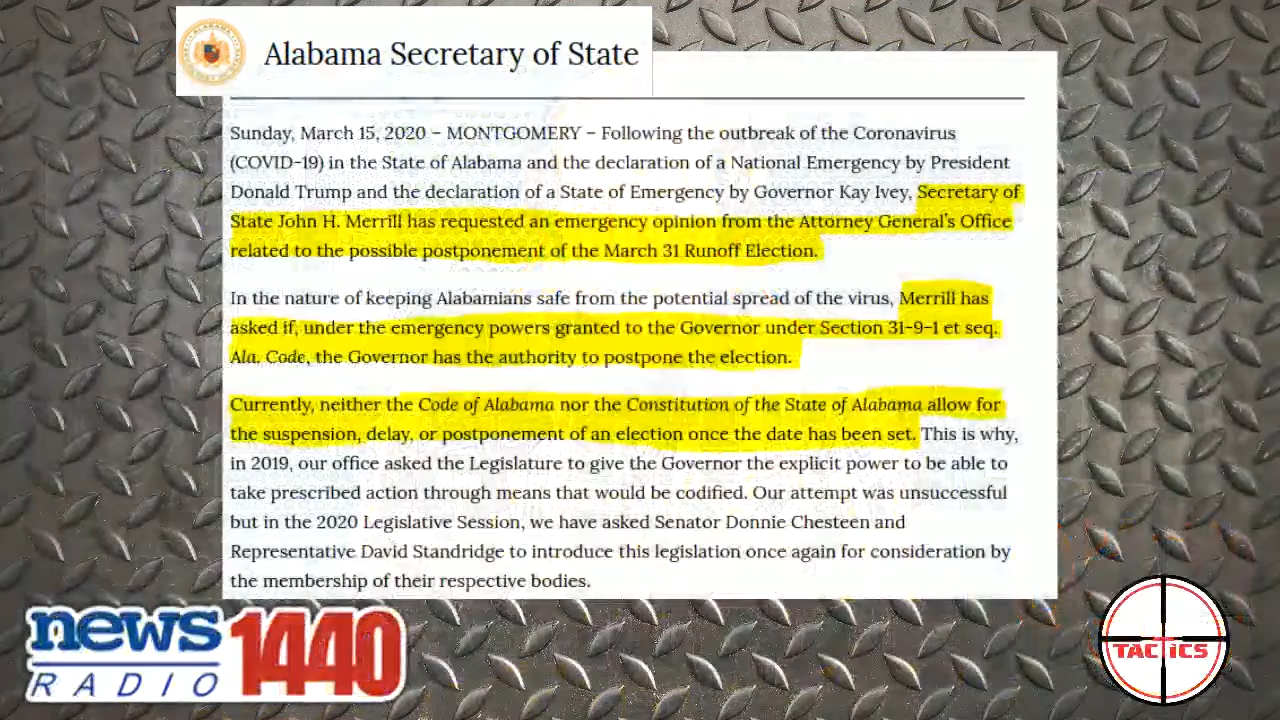 Alabama Secretary of State
Sunday, March 15, 2020 – MONTGOMERY – Following the outbreak of the Coronavirus
(COVID-19) in the State of Alabama and the declaration of a National Emergency by President
Donald Trump and the declaration of a State of Emergency by Governor Kay Ivey, Secretary of
State John H. Merrill has requested an emergency opinion from the Attorney General's Office
related to the possible postponement of the March 31 Runoff Election.
In the nature of keeping Alabamians safe from the potential spread of the virus, Merrill has
asked if, under the emergency powers granted to the Governor under Section 31-9-1 et seq.
Ala. Code, the Governor has the authority to postpone the election.
Currently, neither the Code of Alabama nor the Constitution of the State of Alabama allow for
the suspension, delay, or postponement of an election once the date has been set. This is why,
in 2019, our office asked the Legislature to give the Governor the explicit power to be able to
take prescribed action through means that would be codified. Our attempt was unsuccessful
but in the 2020 Legislative Session, we have asked Senator Donnie Chesteen and
Representative David Standridge to introduce this legislation once again for consideration by
the membership of their respective bodies.
news 1440
RADIO
TACTICS